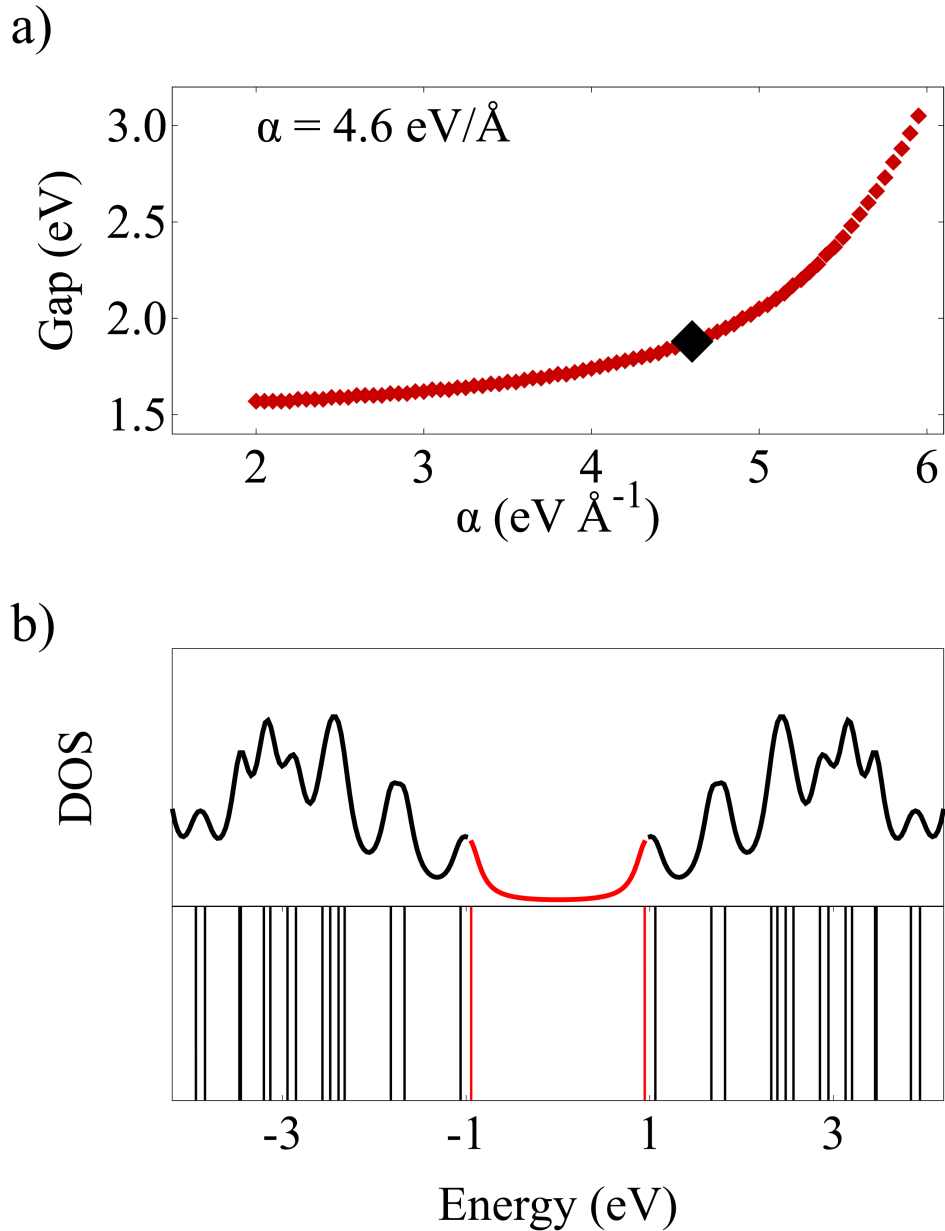 a)
α = 4.6 eV/Å
Gap (eV)
3.0
2.5
2.0
1.5
2 3 4 5 6
α (eV Å⁻¹)
b)
DOS
-3 -1 1 3
Energy (eV)